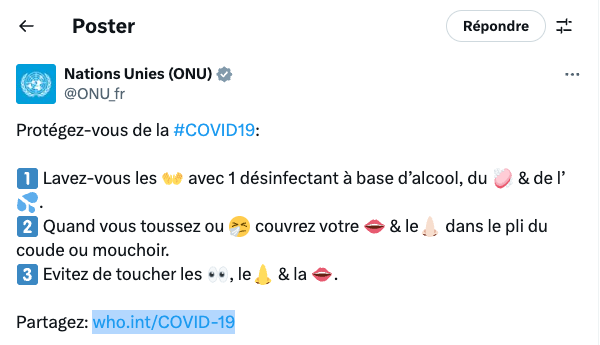 Poster
Répondre
Nations Unies (ONU)
@ONU_fr
Protégez-vous de la #COVID19:
1️⃣ Lavez-vous les 👐 avec 1 désinfectant à base d’alcool, du 🧼 & de l’
💦.
2️⃣ Quand vous toussez ou 🤧 couvrez votre 👄 & le👃🏻 dans le pli du
coude ou mouchoir.
3️⃣ Evitez de toucher les 👀, le👃 & la 👄.
Partagez: who.int/COVID-19